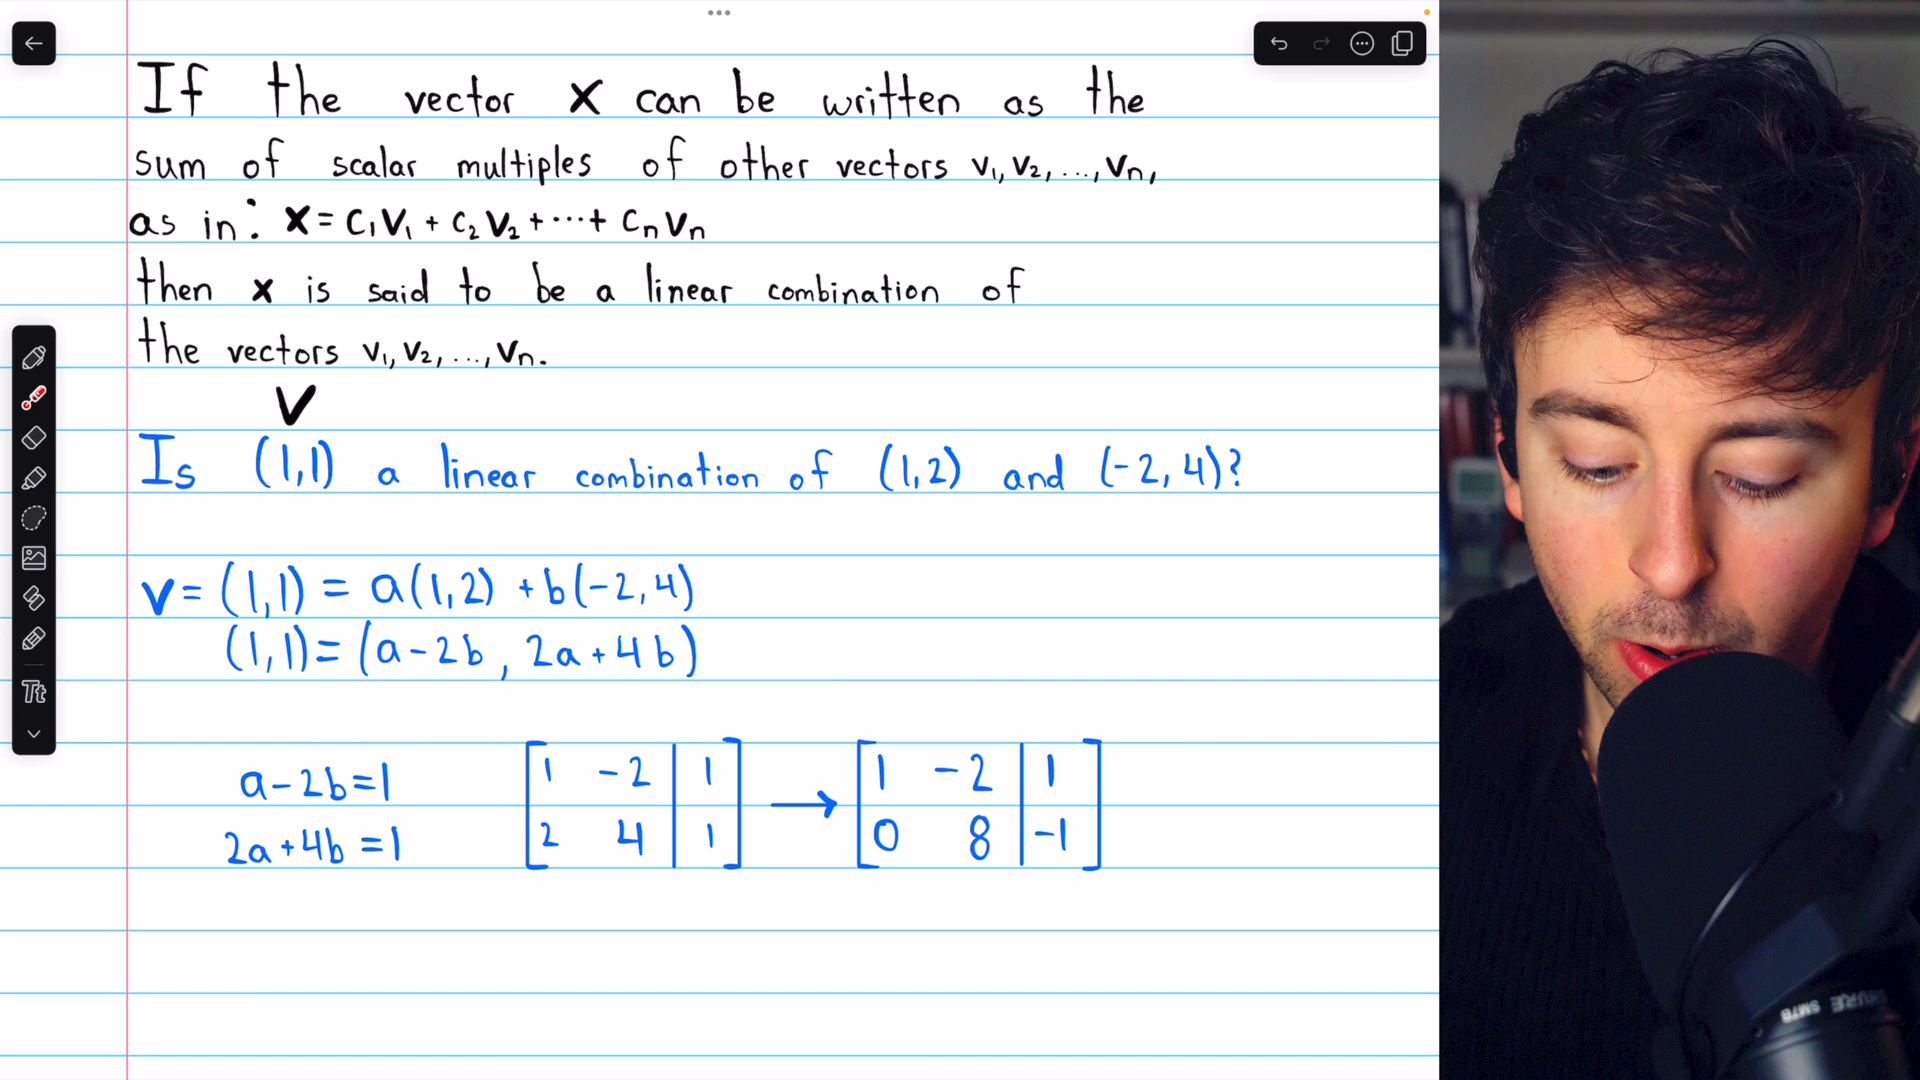 If the vector x can be written as the
sum of scalar multiples of other vectors v₁, v₂, ..., vₙ,
as in: x = c₁v₁ + c₂v₂ + ··· + cₙvₙ
then x is said to be a linear combination of
the vectors v₁, v₂, ..., vₙ.
v
Is (1,1) a linear combination of (1,2) and (-2,4)?
v = (1,1) = a(1,2) + b(-2,4)
(1,1) = (a-2b, 2a+4b)
a-2b=1
2a+4b=1
[1 -2 | 1]
[2 4 | 1]
→
[1 -2 | 1]
[0 8 | -1]
Tt
SHURE SM7B